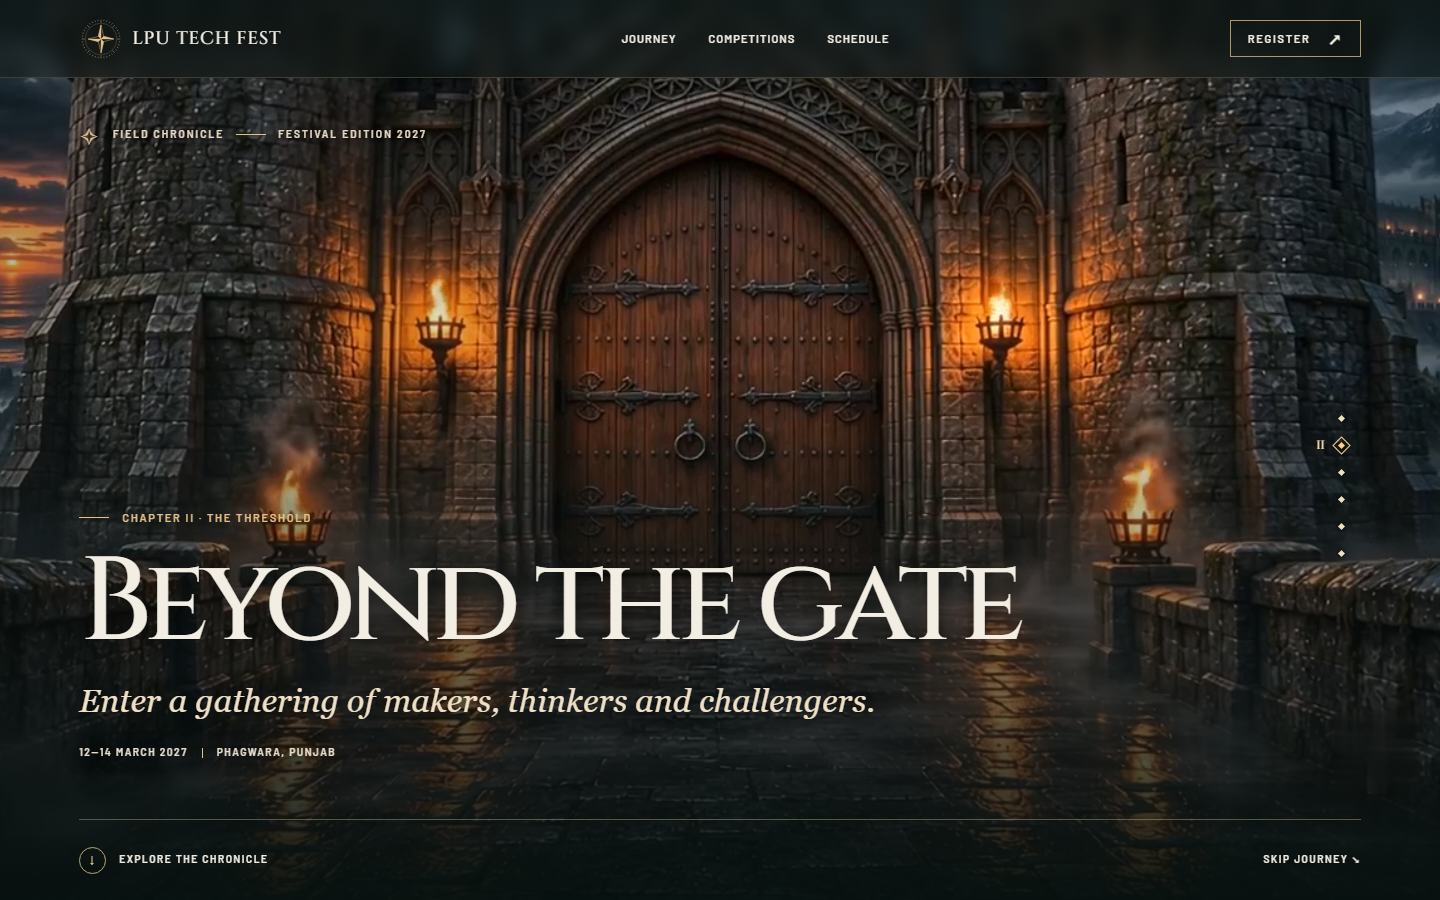 LPU TECH FEST
JOURNEY COMPETITIONS SCHEDULE
REGISTER ↗
FIELD CHRONICLE — FESTIVAL EDITION 2027
II
CHAPTER II · THE THRESHOLD
BEYOND THE GATE
Enter a gathering of makers, thinkers and challengers.
12–14 MARCH 2027 | PHAGWARA, PUNJAB
↓ EXPLORE THE CHRONICLE
SKIP JOURNEY ↘